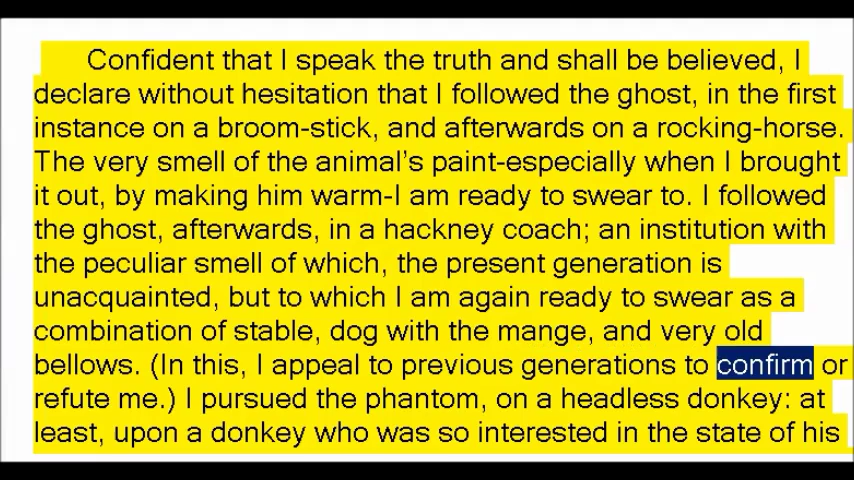 Confident that I speak the truth and shall be believed, I
declare without hesitation that I followed the ghost, in the first
instance on a broom-stick, and afterwards on a rocking-horse.
The very smell of the animal's paint-especially when I brought
it out, by making him warm-I am ready to swear to. I followed
the ghost, afterwards, in a hackney coach; an institution with
the peculiar smell of which, the present generation is
unacquainted, but to which I am again ready to swear as a
combination of stable, dog with the mange, and very old
bellows. (In this, I appeal to previous generations to confirm or
refute me.) I pursued the phantom, on a headless donkey: at
least, upon a donkey who was so interested in the state of his